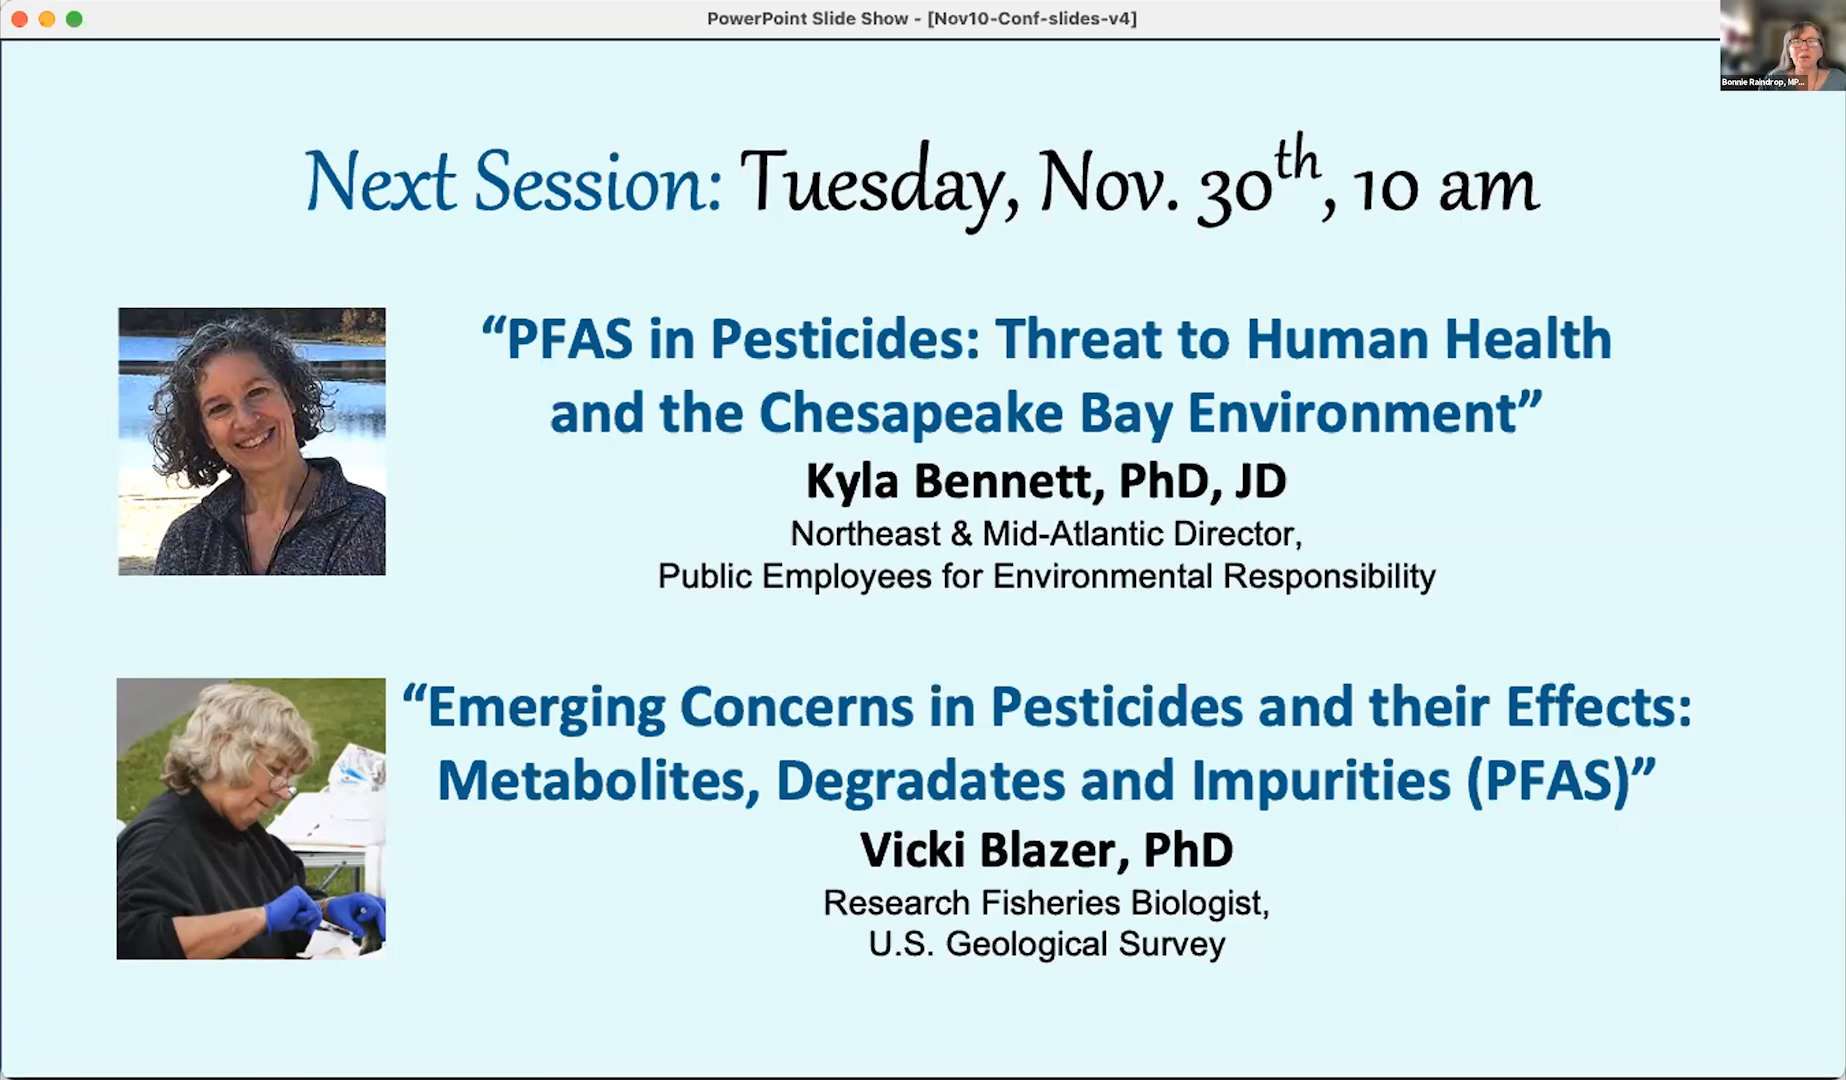 PowerPoint Slide Show - [Nov10-Conf-slides-v4]
Bonnie Raindrop, MP...
Next Session: Tuesday, Nov. 30th, 10 am
“PFAS in Pesticides: Threat to Human Health
and the Chesapeake Bay Environment”
Kyla Bennett, PhD, JD
Northeast & Mid-Atlantic Director,
Public Employees for Environmental Responsibility
“Emerging Concerns in Pesticides and their Effects:
Metabolites, Degradates and Impurities (PFAS)”
Vicki Blazer, PhD
Research Fisheries Biologist,
U.S. Geological Survey